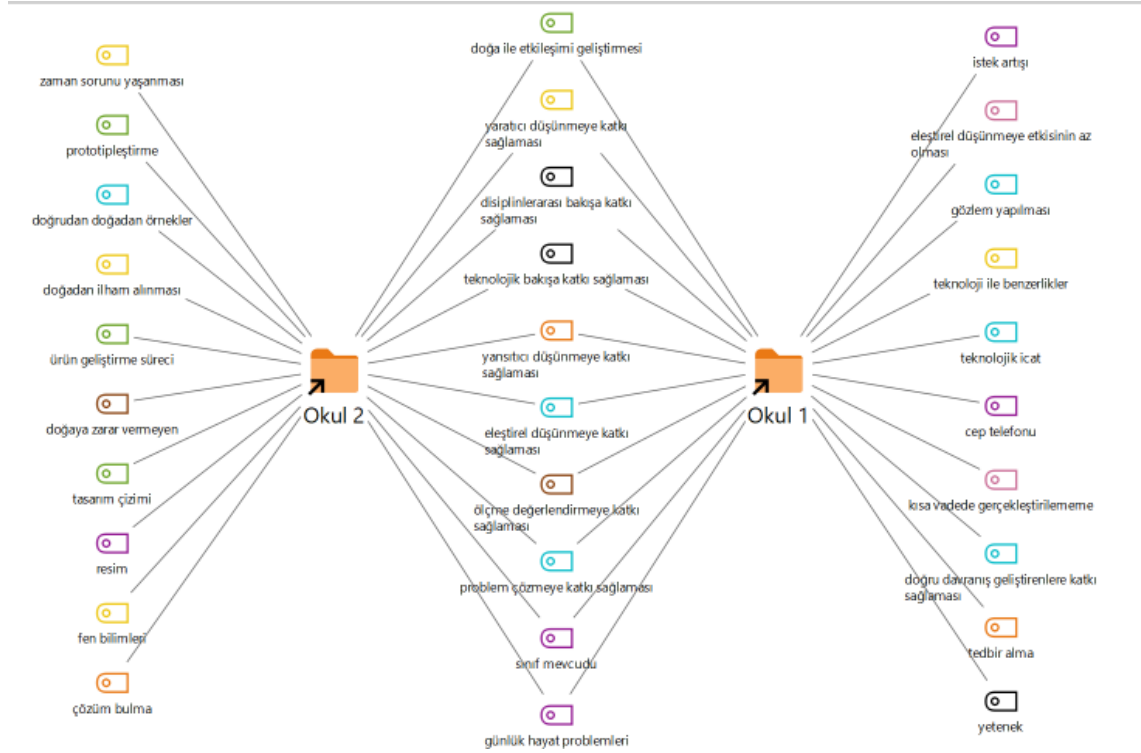 zaman sorunu yaşanması
prototipleştirme
doğrudan doğadan örnekler
doğadan ilham alınması
ürün geliştirme süreci
doğaya zarar vermeyen
tasarım çizimi
resim
fen bilimleri
çözüm bulma
Okul 2
doğa ile etkileşimi geliştirmesi
yaratıcı düşünmeye katkı
sağlaması
disiplinlerarası bakışa katkı
sağlaması
teknolojik bakışa katkı sağlaması
yansıtıcı düşünmeye katkı
sağlaması
eleştirel düşünmeye katkı
sağlaması
ölçme değerlendirmeye katkı
sağlaması
problem çözmeye katkı sağlaması
sınıf mevcudu
günlük hayat problemleri
Okul 1
istek artışı
eleştirel düşünmeye etkisinin az
olması
gözlem yapılması
teknoloji ile benzerlikler
teknolojik icat
cep telefonu
kısa vadede gerçekleştirilememe
doğru davranış geliştirenlere katkı
sağlaması
tedbir alma
yetenek